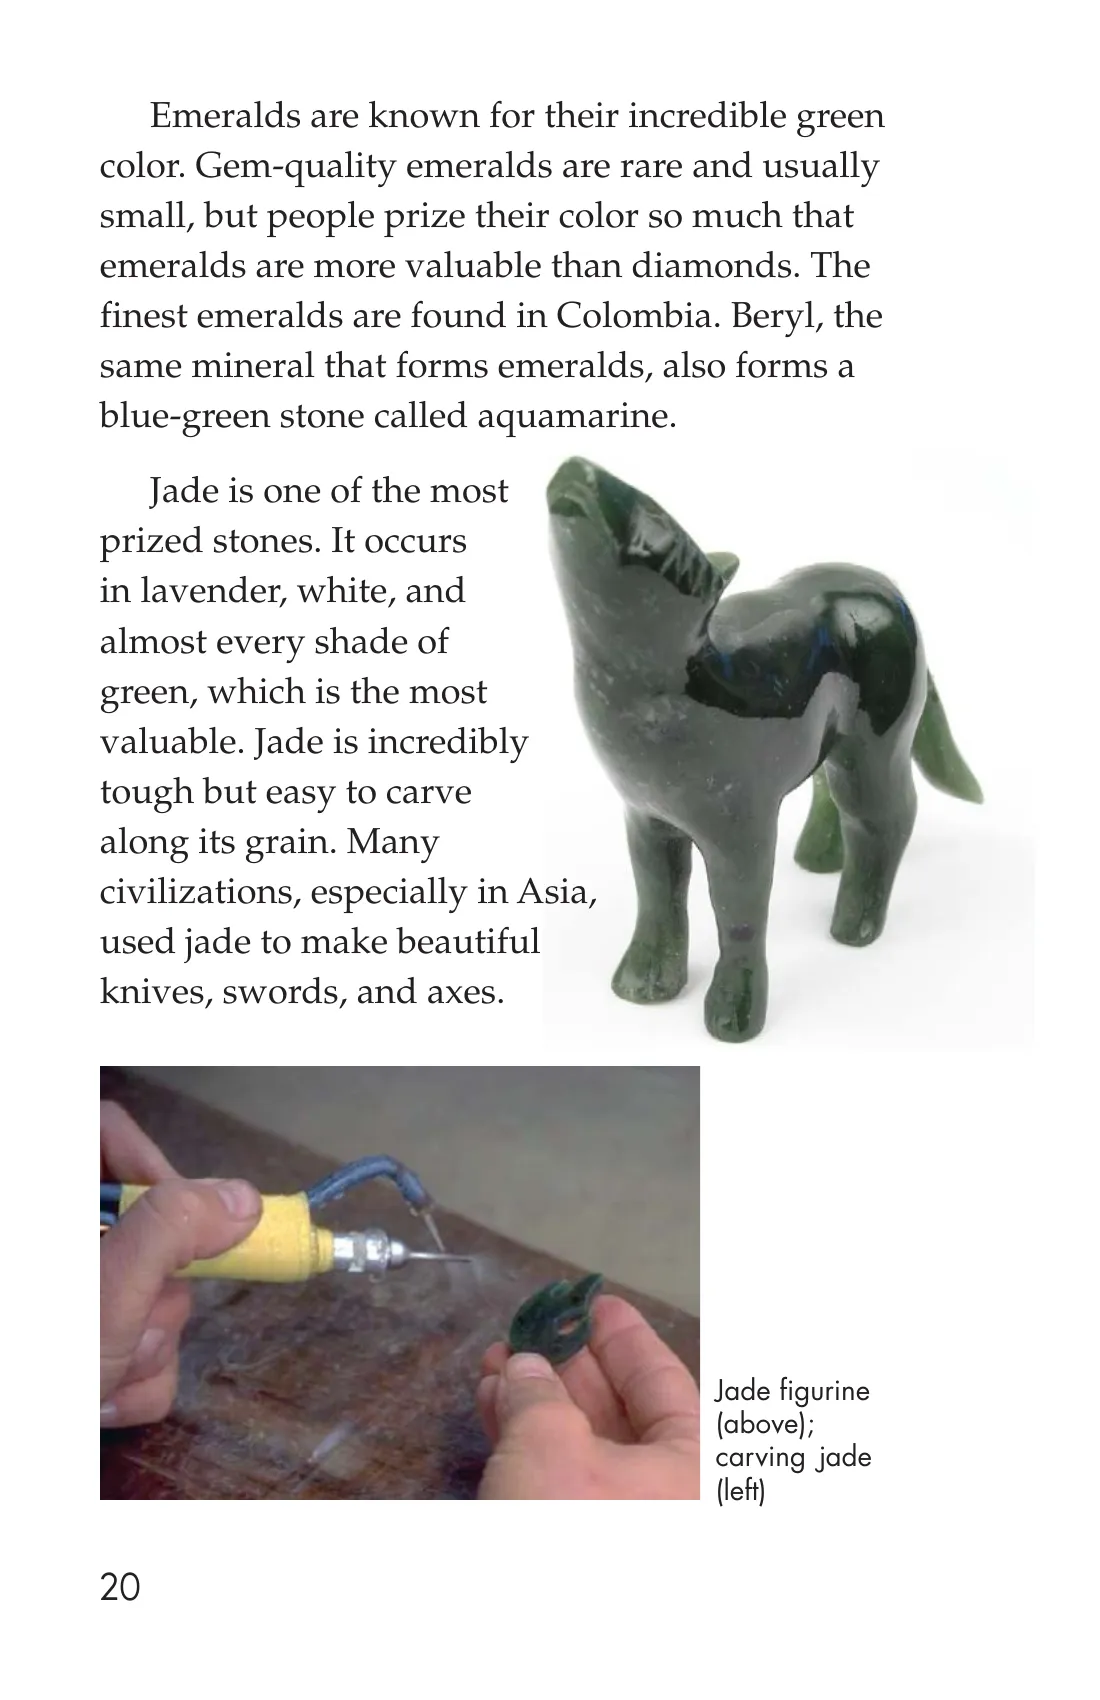 Emeralds are known for their incredible green
color. Gem-quality emeralds are rare and usually
small, but people prize their color so much that
emeralds are more valuable than diamonds. The
finest emeralds are found in Colombia. Beryl, the
same mineral that forms emeralds, also forms a
blue-green stone called aquamarine.
Jade is one of the most
prized stones. It occurs
in lavender, white, and
almost every shade of
green, which is the most
valuable. Jade is incredibly
tough but easy to carve
along its grain. Many
civilizations, especially in Asia,
used jade to make beautiful
knives, swords, and axes.
Jade figurine
(above);
carving jade
(left)
20